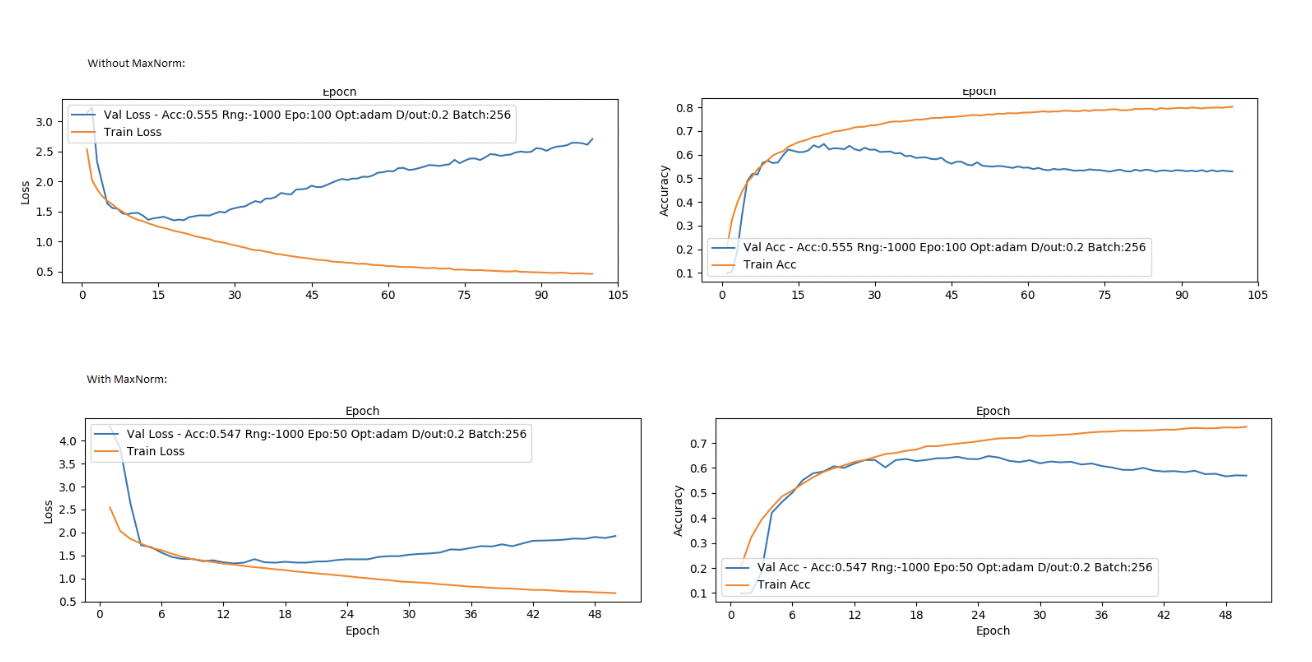 Without MaxNorm:
Epoch
Val Loss - Acc:0.555 Rng:-1000 Epo:100 Opt:adam D/out:0.2 Batch:256
Train Loss
Loss
3.0
2.5
2.0
1.5
1.0
0.5
0 15 30 45 60 75 90 105
Epoch
Val Acc - Acc:0.555 Rng:-1000 Epo:100 Opt:adam D/out:0.2 Batch:256
Train Acc
Accuracy
0.8
0.7
0.6
0.5
0.4
0.3
0.2
0.1
0 15 30 45 60 75 90 105
With MaxNorm:
Epoch
Val Loss - Acc:0.547 Rng:-1000 Epo:50 Opt:adam D/out:0.2 Batch:256
Train Loss
Loss
4.0
3.5
3.0
2.5
2.0
1.5
1.0
0.5
0 6 12 18 24 30 36 42 48
Epoch
Epoch
Val Acc - Acc:0.547 Rng:-1000 Epo:50 Opt:adam D/out:0.2 Batch:256
Train Acc
Accuracy
0.7
0.6
0.5
0.4
0.3
0.2
0.1
0 6 12 18 24 30 36 42 48
Epoch